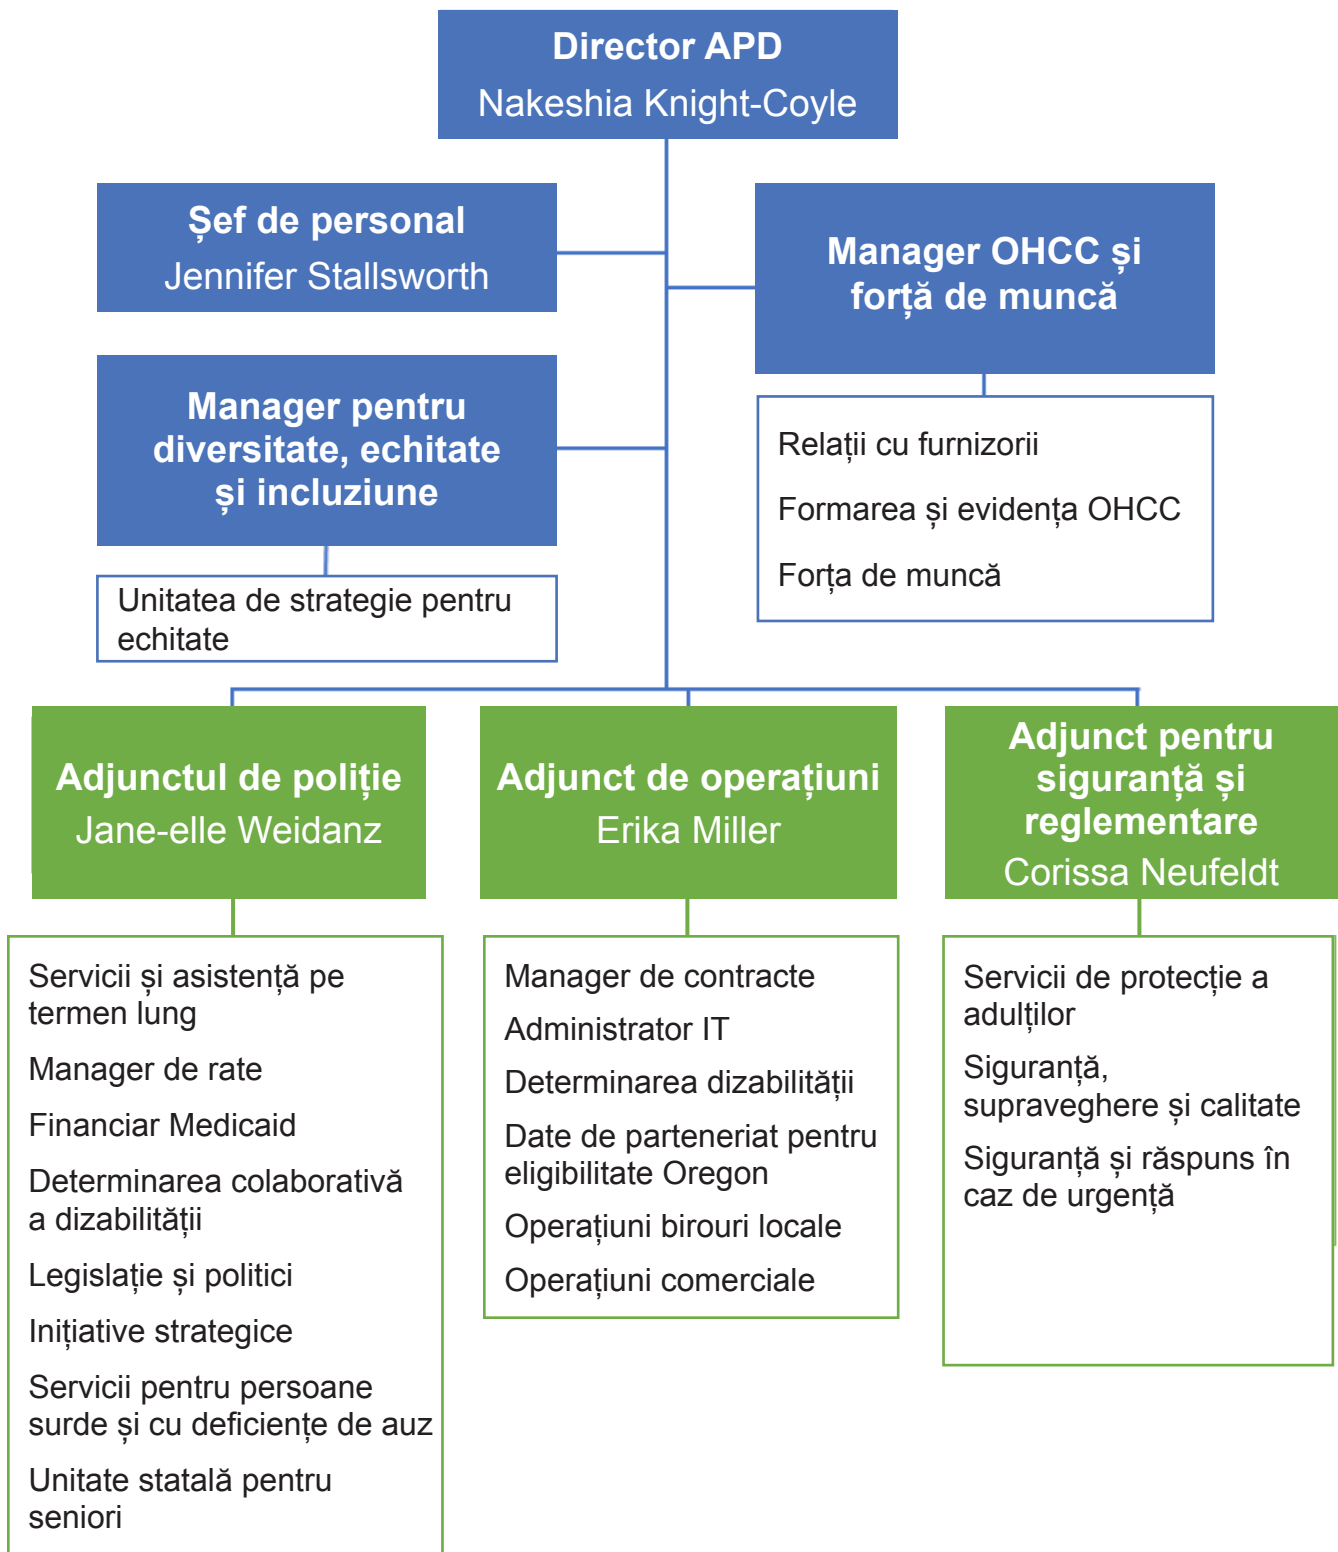 Director APD
Nakeshia Knight-Coyle
Șef de personal
Jennifer Stallsworth
Manager OHCC și
forță de muncă
Relații cu furnizorii
Formarea și evidența OHCC
Forța de muncă
Manager pentru
diversitate, echitate
și incluziune
Unitatea de strategie pentru
echitate
Adjunctul de poliție
Jane-elle Weidanz
Servicii și asistență pe
termen lung
Manager de rate
Financiar Medicaid
Determinarea colaborativă
a dizabilității
Legislație și politici
Inițiative strategice
Servicii pentru persoane
surde și cu deficiențe de auz
Unitate statală pentru
seniori
Adjunct de operațiuni
Erika Miller
Manager de contracte
Administrator IT
Determinarea dizabilității
Date de parteneriat pentru
eligibilitate Oregon
Operațiuni birouri locale
Operațiuni comerciale
Adjunct pentru
siguranță și
reglementare
Corissa Neufeldt
Servicii de protecție a
adulților
Siguranță,
supraveghere și calitate
Siguranță și răspuns în
caz de urgență